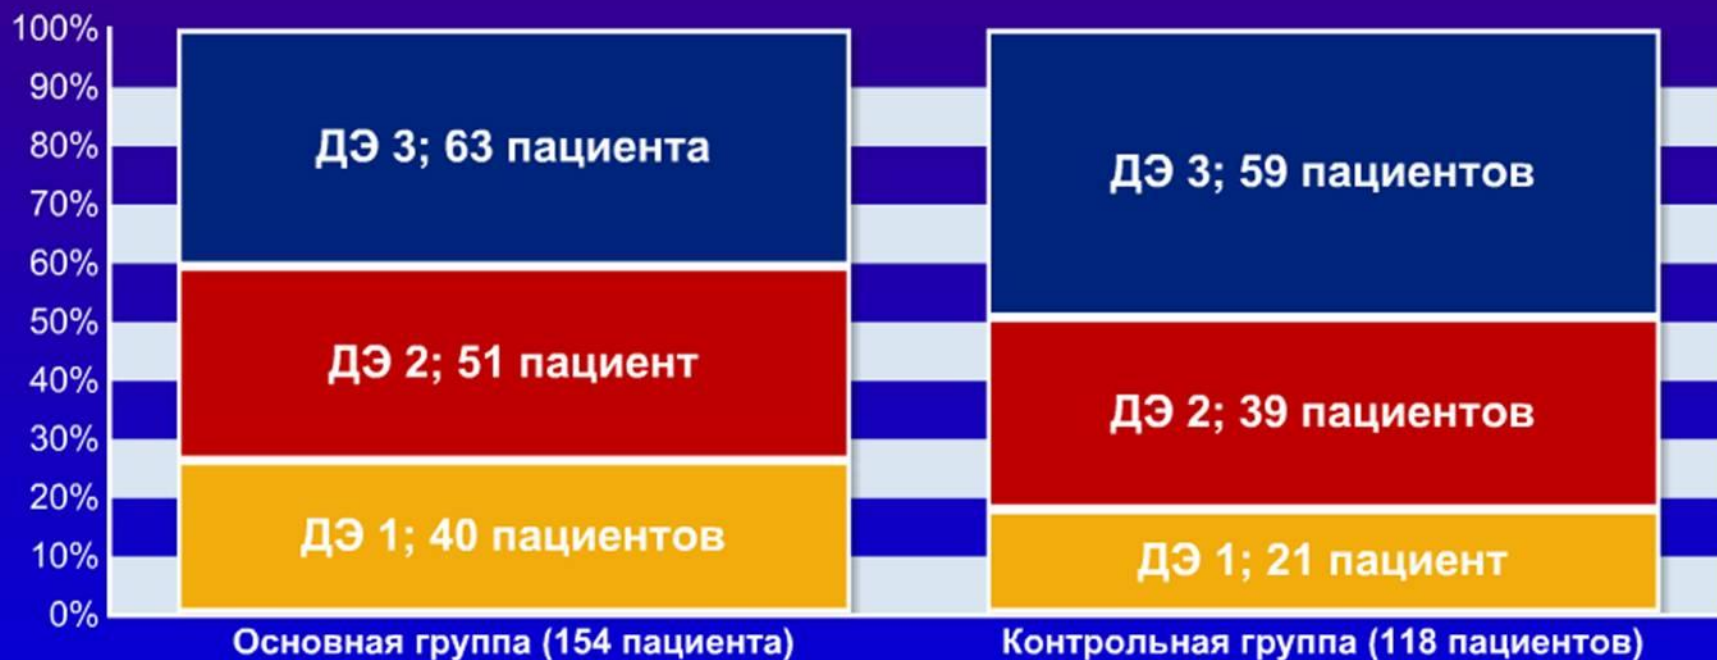 100%
90%
80%
70%
60%
50%
40%
30%
20%
10%
0%
ДЭ 3; 63 пациента
ДЭ 2; 51 пациент
ДЭ 1; 40 пациентов
ДЭ 3; 59 пациентов
ДЭ 2; 39 пациентов
ДЭ 1; 21 пациент
Основная группа (154 пациента)
Контрольная группа (118 пациентов)